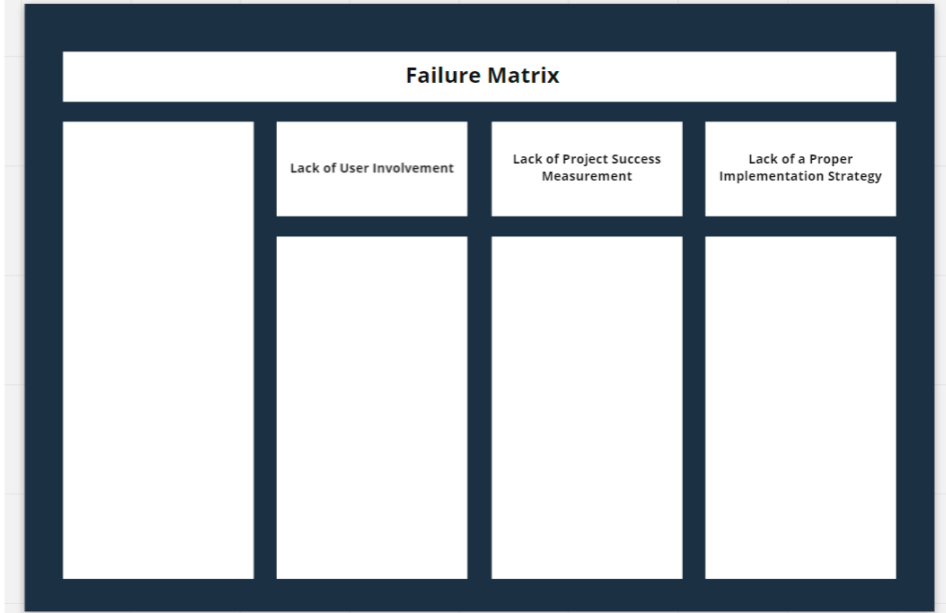 Failure Matrix
Lack of User Involvement
Lack of Project Success
Measurement
Lack of a Proper
Implementation Strategy